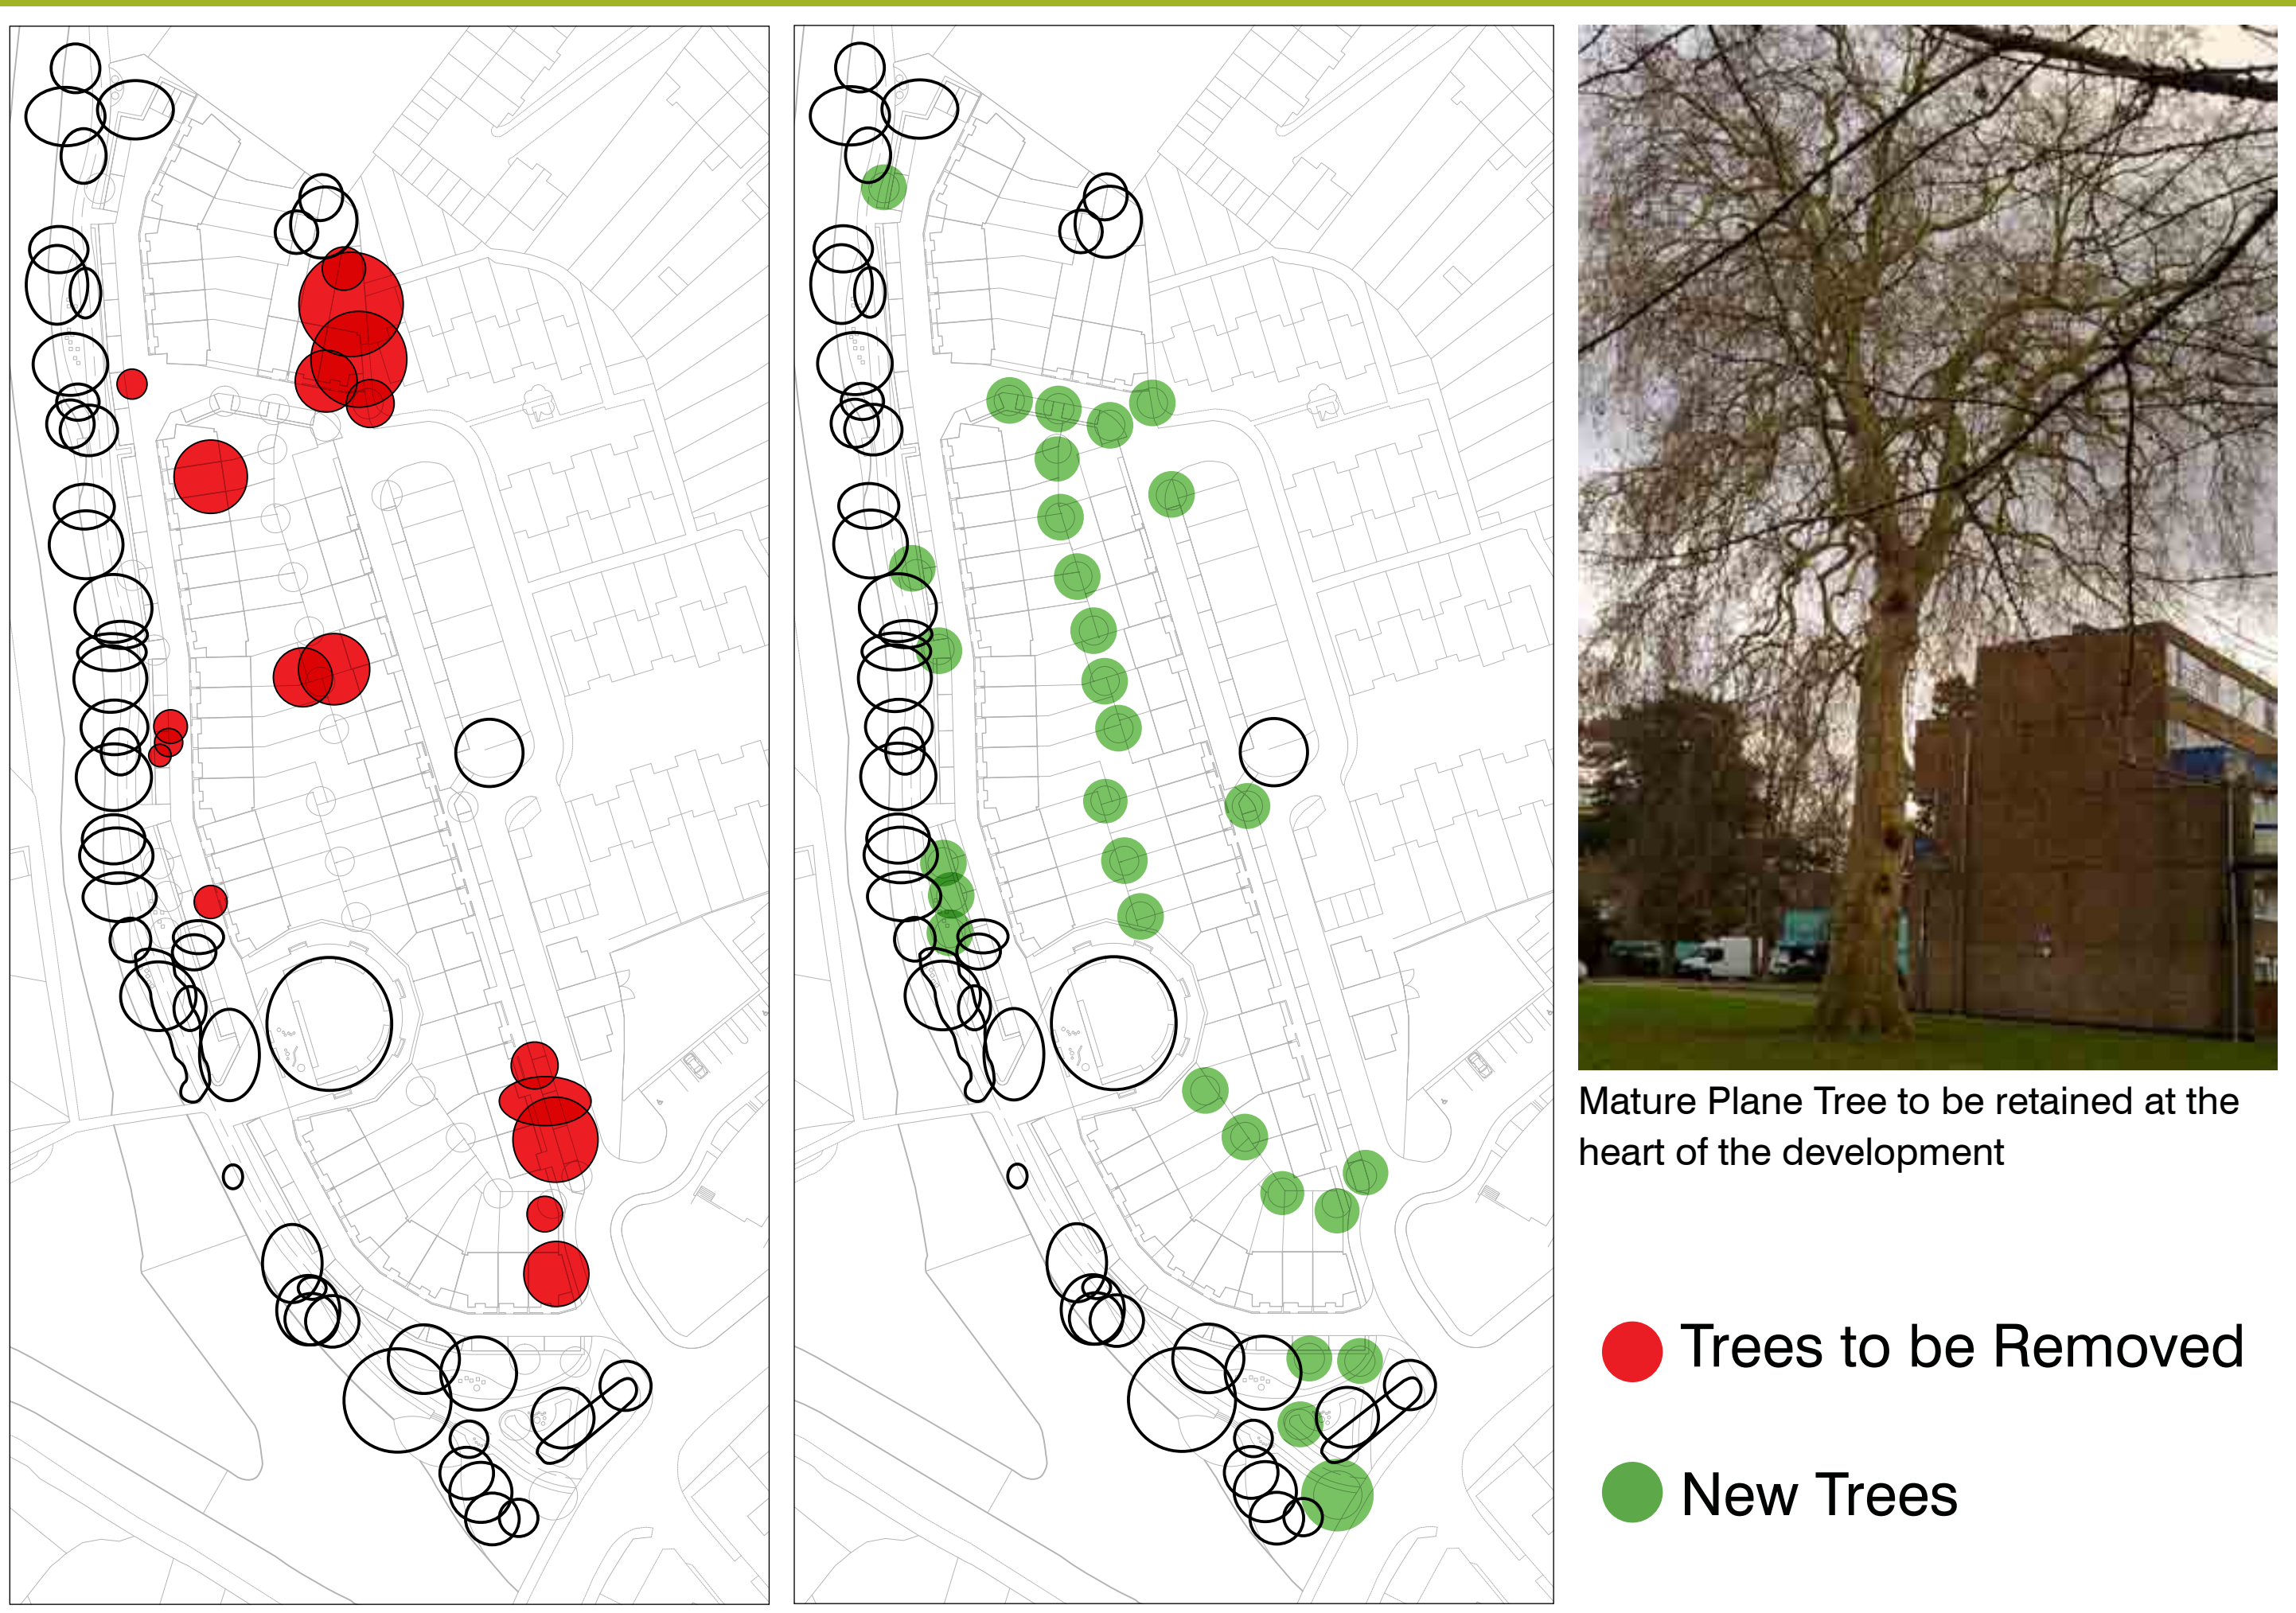 Mature Plane Tree to be retained at the
heart of the development
Trees to be Removed
New Trees